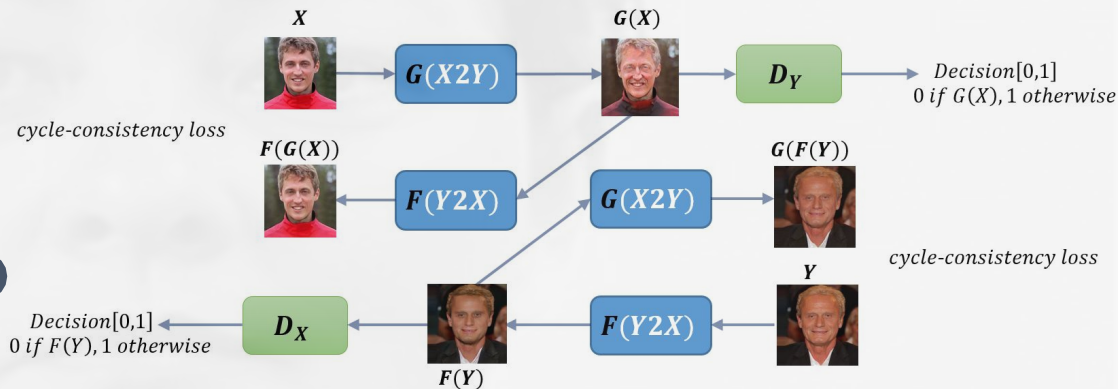 X
G(X)
G(X2Y)
D_Y
Decision[0,1]
0 if G(X), 1 otherwise
cycle-consistency loss
F(G(X))
F(Y2X)
G(X2Y)
G(F(Y))
cycle-consistency loss
Y
Decision[0,1]
0 if F(Y), 1 otherwise
D_X
F(Y)
F(Y2X)